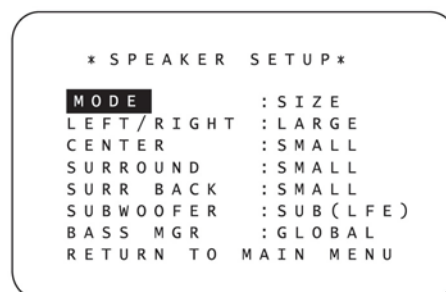 * SPEAKER SETUP*
MODE :SIZE
LEFT/RIGHT :LARGE
CENTER :SMALL
SURROUND :SMALL
SURR BACK :SMALL
SUBWOOFER :SUB(LFE)
BASS MGR :GLOBAL
RETURN TO MAIN MENU